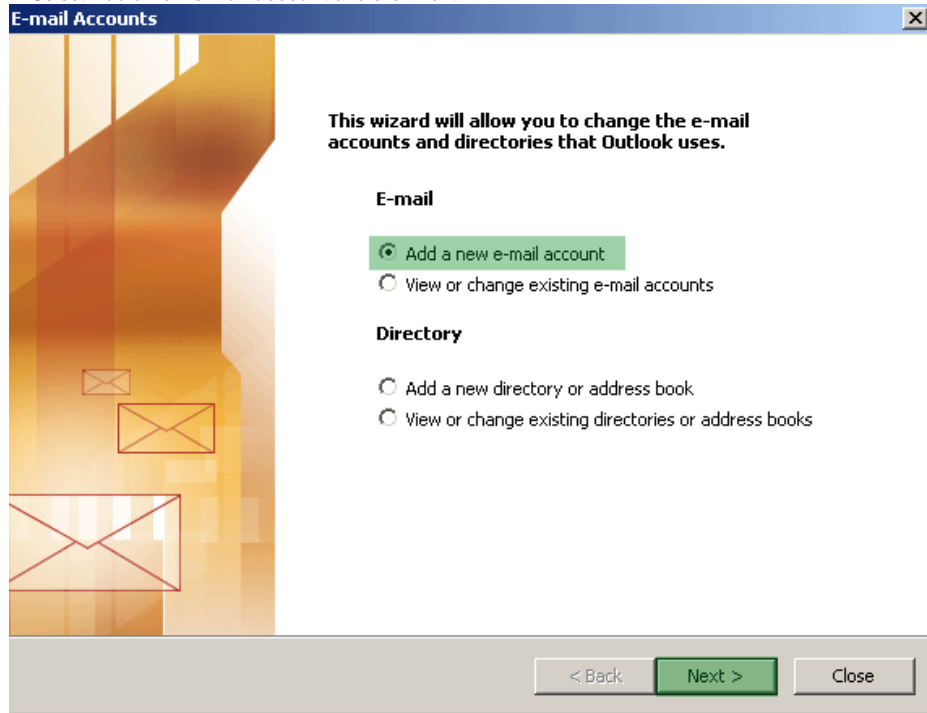 E-mail Accounts
This wizard will allow you to change the e-mail
accounts and directories that Outlook uses.
E-mail
Add a new e-mail account
View or change existing e-mail accounts
Directory
Add a new directory or address book
View or change existing directories or address books
< Back Next > Close